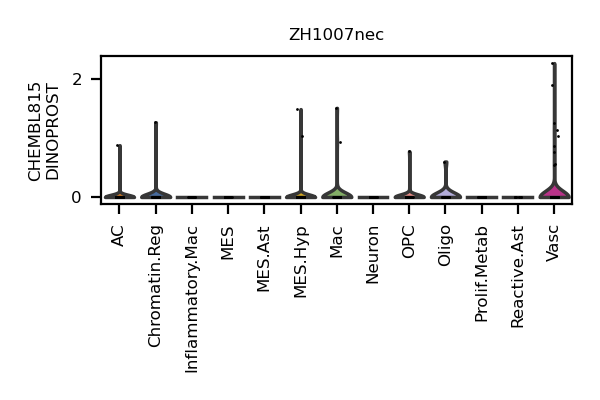 ZH1007nec
CHEMBL815
DINOPROST
2
0
AC
Chromatin.Reg
Inflammatory.Mac
MES
MES.Ast
MES.Hyp
Mac
Neuron
OPC
Oligo
Prolif.Metab
Reactive.Ast
Vasc